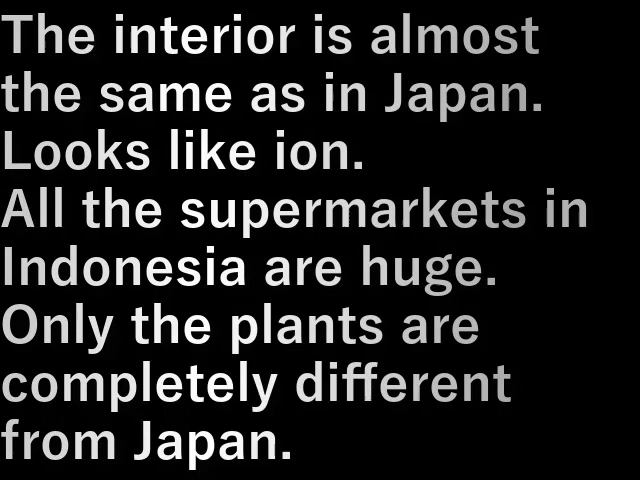 The interior is almost
the same as in Japan.
Looks like ion.
All the supermarkets in
Indonesia are huge.
Only the plants are
completely different
from Japan.